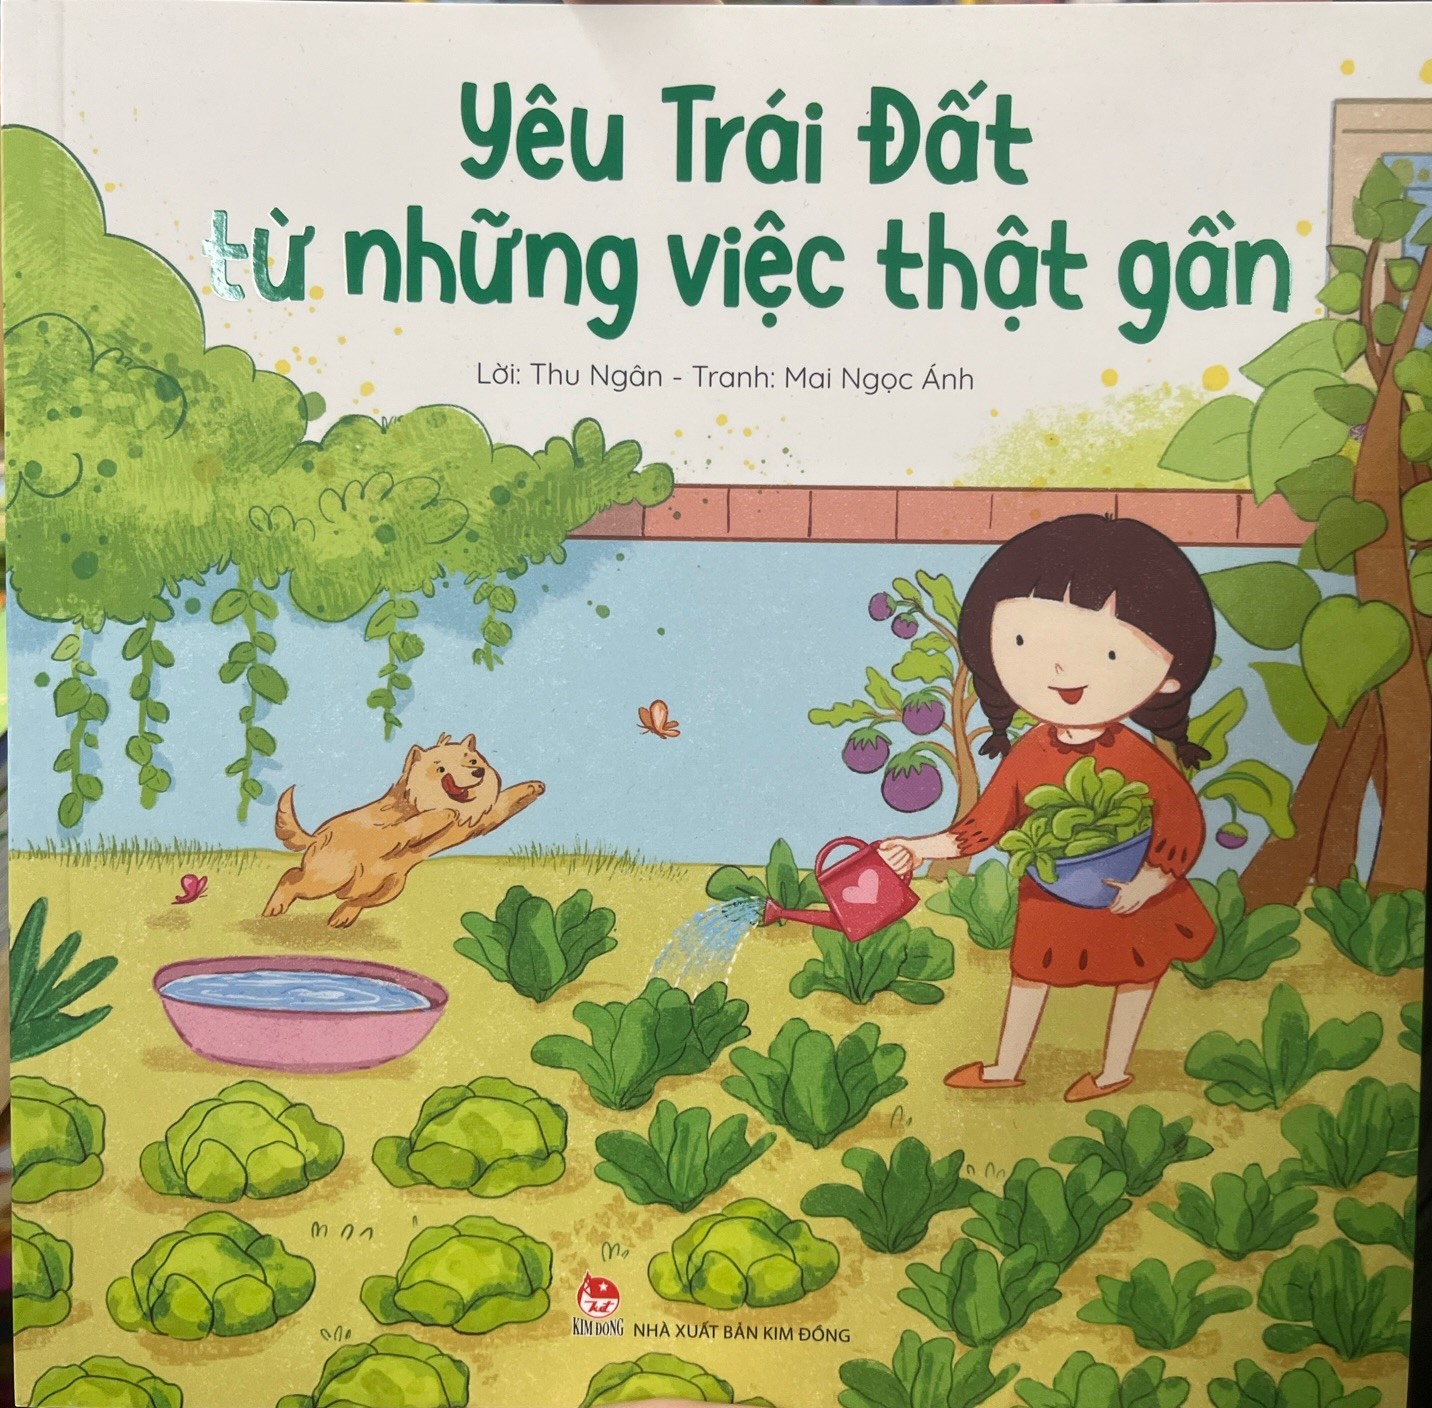 Yêu Trái Đất
từ những việc thật gần
Lời: Thu Ngân - Tranh: Mai Ngọc Ánh
KIM ĐỒNG NHÀ XUẤT BẢN KIM ĐỒNG